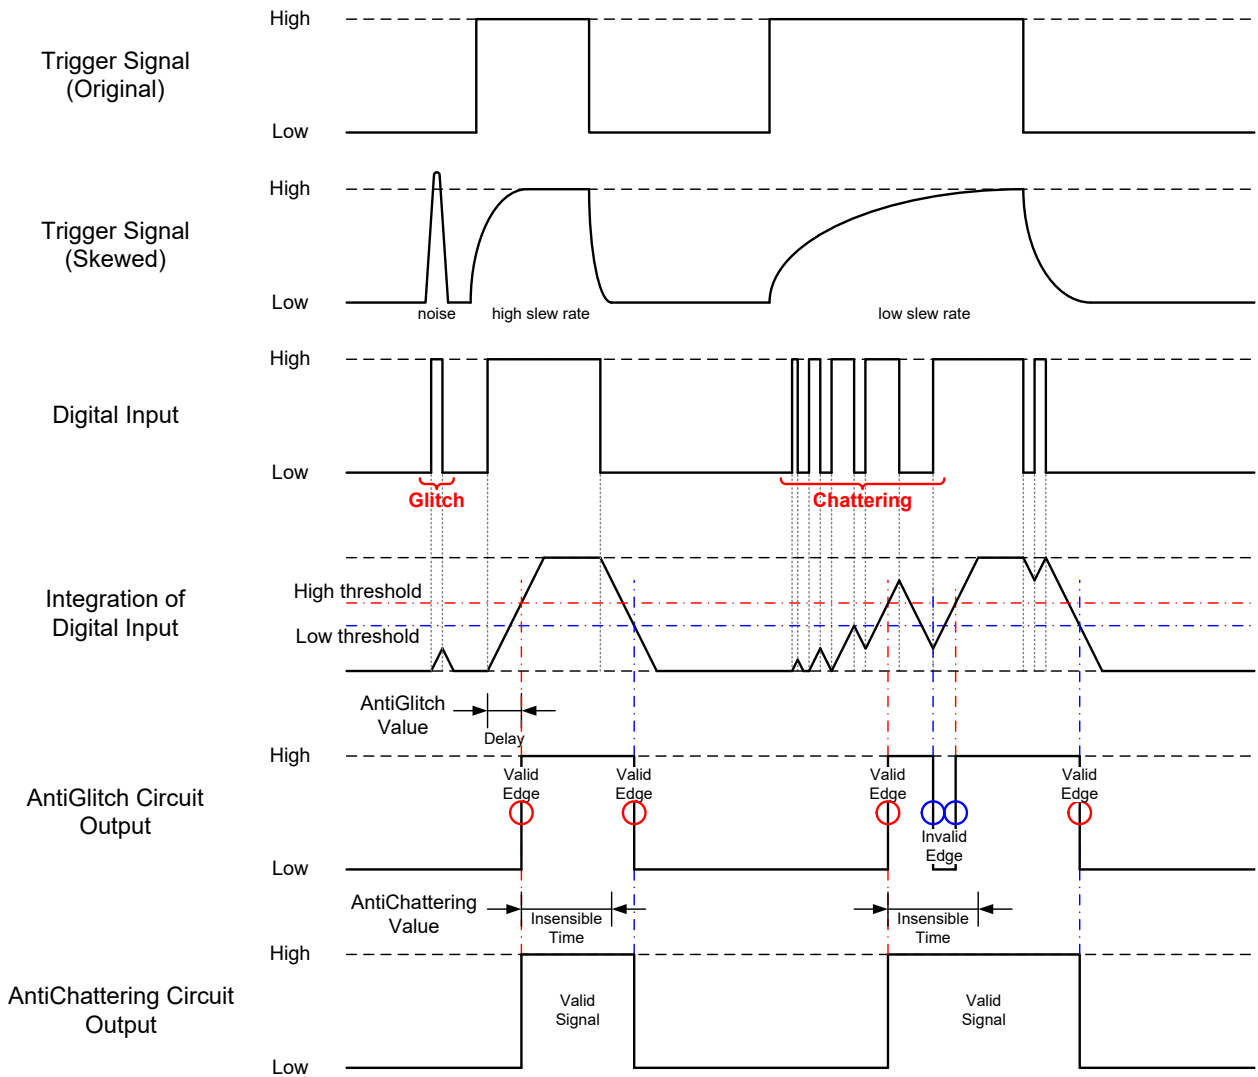 High
Trigger Signal
(Original)
Low
High
Trigger Signal
(Skewed)
Low
noise
high slew rate
low slew rate
High
Digital Input
Low
Glitch
Chattering
High threshold
Integration of
Digital Input
Low threshold
AntiGlitch
Value
Delay
High
Valid
Edge
Valid
Edge
Valid
Edge
Valid
Edge
AntiGlitch Circuit
Output
Invalid
Edge
Low
AntiChattering
Value
Insensible
Time
Insensible
Time
High
AntiChattering Circuit
Output
Valid
Signal
Valid
Signal
Low